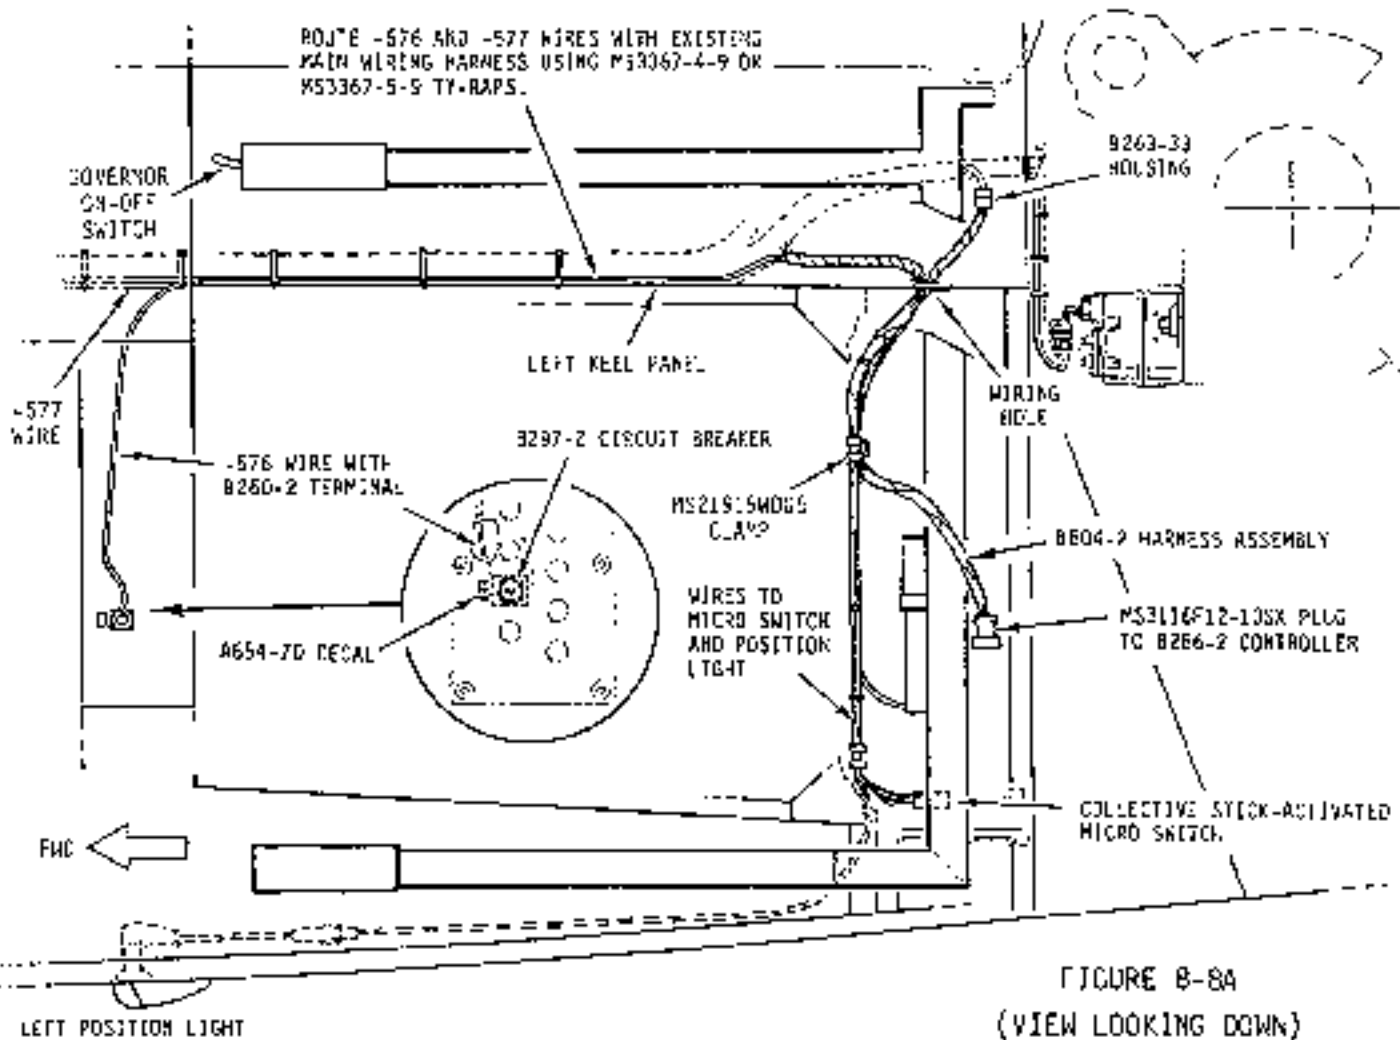 ROUTE -576 AND -577 WIRES WITH EXISTING
MAIN WIRING HARNESS USING MS3367-4-9 OR
MS3367-5-9 TY-RAPS.
GOVERNOR
ON-OFF
SWITCH
B263-33
HOUSING
LEFT KEEL PANEL
-577
WIRE
WIRING
HOLE
B297-2 CIRCUIT BREAKER
-576 WIRE WITH
B260-2 TERMINAL
CLAMP
B804-2 HARNESS ASSEMBLY
WIRES TO
MICRO SWITCH
AND POSITION
LIGHT
MS3116F12-10SX PLUG
TO B286-2 CONTROLLER
A654-70 DECAL
COLLECTIVE STICK-ACTIVATED
MICRO SWITCH
FWD
FIGURE 8-8A
(VIEW LOOKING DOWN)
LEFT POSITION LIGHT